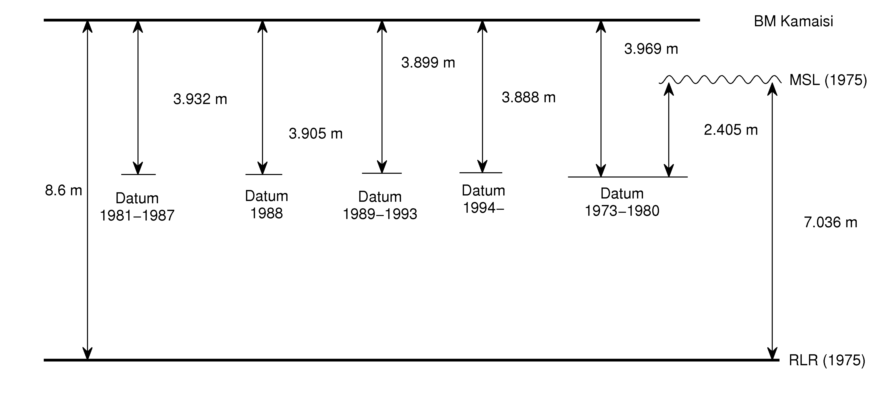 BM Kamaisi
3.969 m
3.899 m
MSL (1975)
3.932 m
3.888 m
3.905 m
2.405 m
8.6 m
Datum
1981–1987
Datum
1988
Datum
1989–1993
Datum
1994–
Datum
1973–1980
7.036 m
RLR (1975)